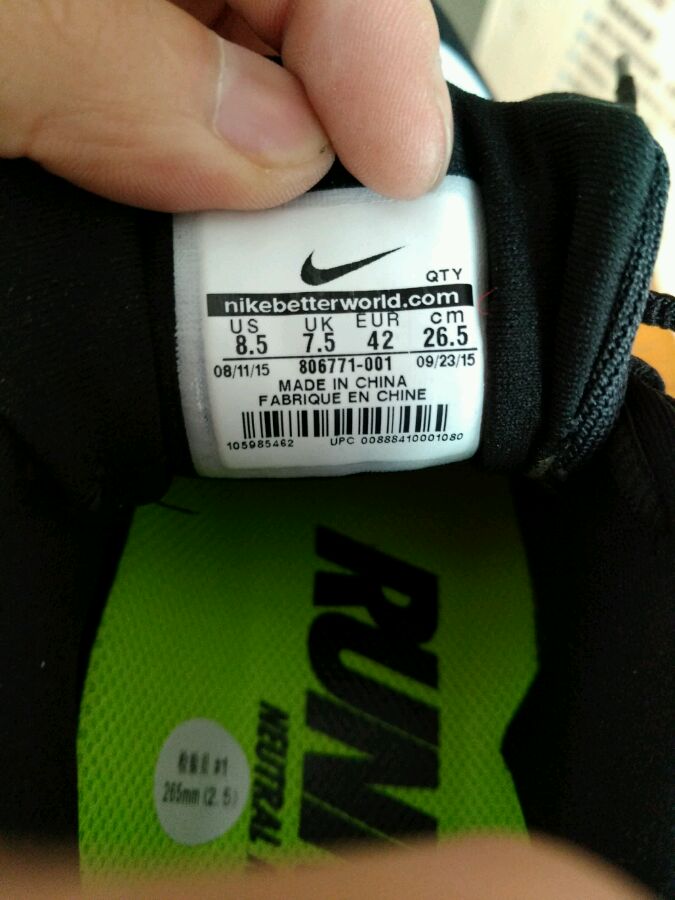 QTY
nikebetterworld.com
US UK EUR cm
8.5 7.5 42 26.5
08/11/15 806771-001 09/23/15
MADE IN CHINA
FABRIQUE EN CHINE
105985462 UPC 00888410001080
RUN
NEUTRAL
#1
265mm(2.5)